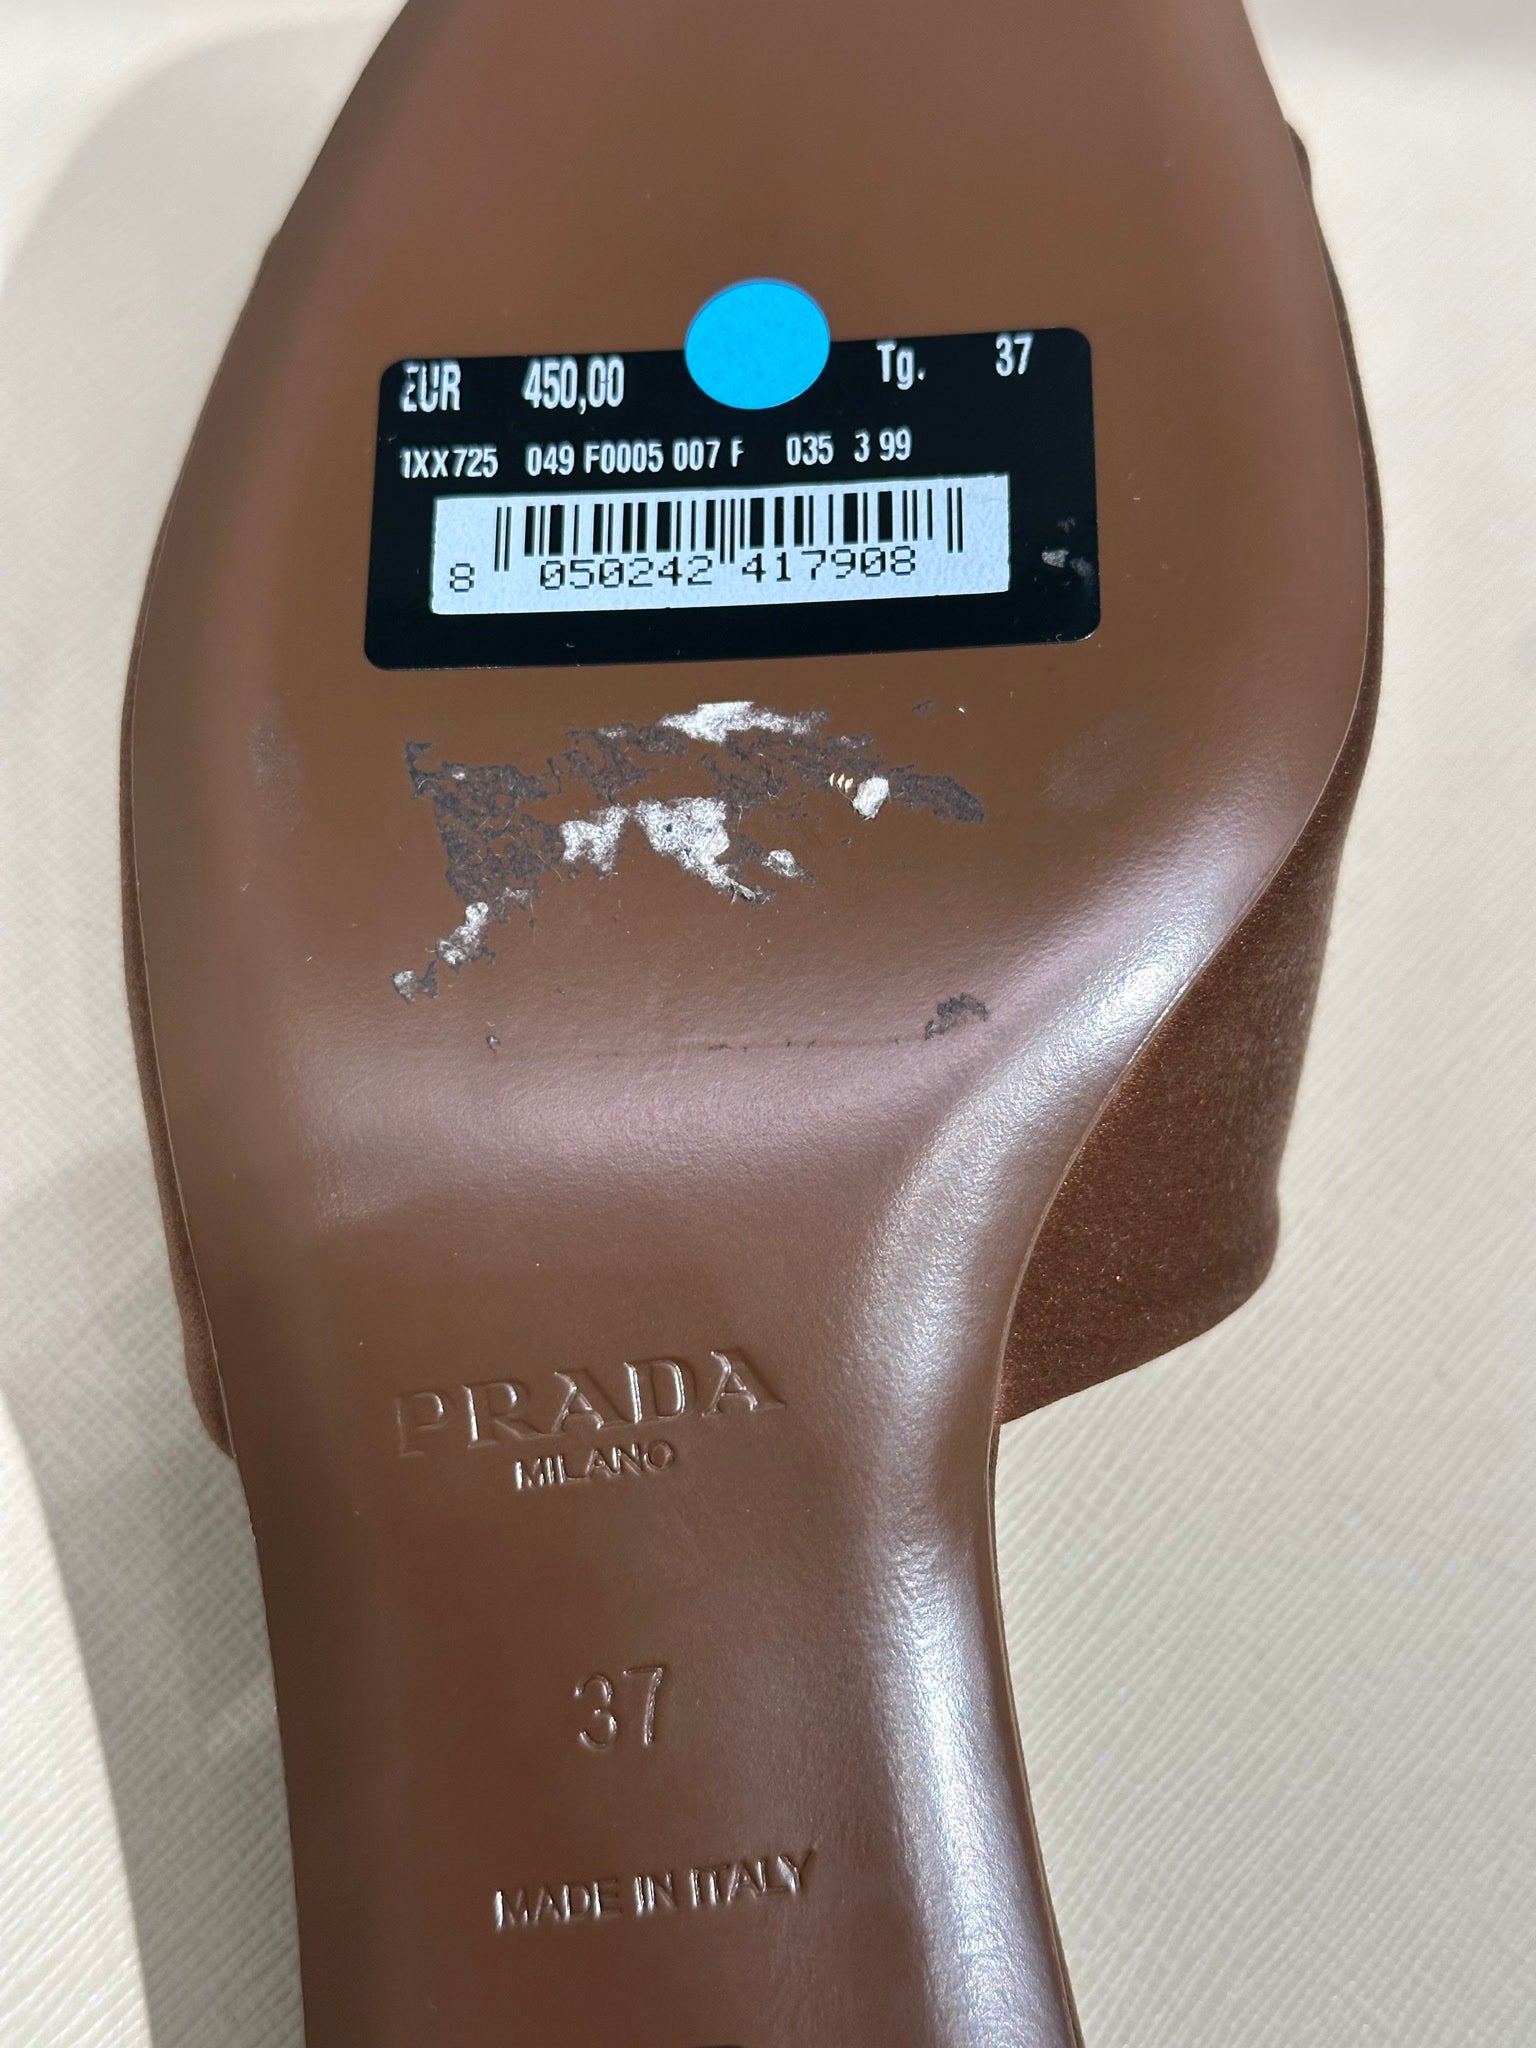 EUR 450,00 Tg. 37
1XX725 049 F0005 007 F 035 3 99
8 050242 417908
PRADA
MILANO
37
MADE IN ITALY